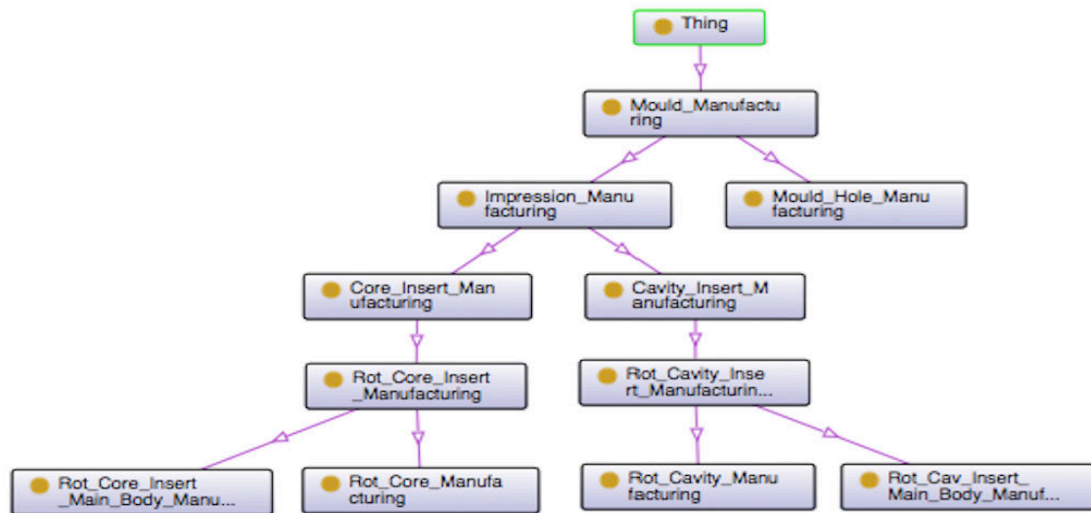 Thing
Mould_Manufactu
ring
Impression_Manu
facturing
Mould_Hole_Manu
facturing
Core_Insert_Man
ufacturing
Cavity_Insert_M
anufacturing
Rot_Core_Insert
_Manufacturing
Rot_Cavity_Inse
rt_Manufacturin...
Rot_Core_Insert
_Main_Body_Manu...
Rot_Core_Manufa
cturing
Rot_Cavity_Manu
facturing
Rot_Cav_Insert_
Main_Body_Manuf...